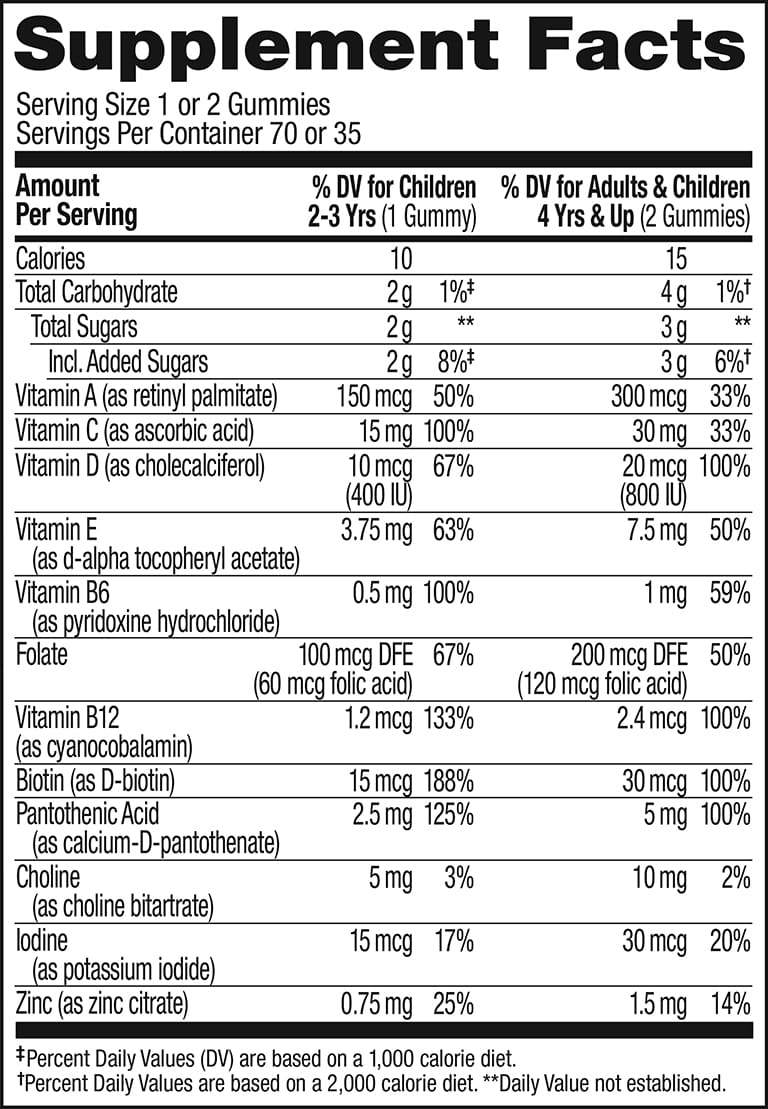 Supplement Facts
Serving Size 1 or 2 Gummies
Servings Per Container 70 or 35
Amount Per Serving % DV for Children 2-3 Yrs (1 Gummy) % DV for Adults & Children 4 Yrs & Up (2 Gummies)
Calories 10 15
Total Carbohydrate 2 g 1%‡ 4 g 1%†
Total Sugars 2 g ** 3 g **
Incl. Added Sugars 2 g 8%‡ 3 g 6%†
Vitamin A (as retinyl palmitate) 150 mcg 50% 300 mcg 33%
Vitamin C (as ascorbic acid) 15 mg 100% 30 mg 33%
Vitamin D (as cholecalciferol) 10 mcg 67% 20 mcg 100%
(400 IU) (800 IU)
Vitamin E 3.75 mg 63% 7.5 mg 50%
(as d-alpha tocopheryl acetate)
Vitamin B6 0.5 mg 100% 1 mg 59%
(as pyridoxine hydrochloride)
Folate 100 mcg DFE 67% 200 mcg DFE 50%
(60 mcg folic acid) (120 mcg folic acid)
Vitamin B12 1.2 mcg 133% 2.4 mcg 100%
(as cyanocobalamin)
Biotin (as D-biotin) 15 mcg 188% 30 mcg 100%
Pantothenic Acid 2.5 mg 125% 5 mg 100%
(as calcium-D-pantothenate)
Choline 5 mg 3% 10 mg 2%
(as choline bitartrate)
Iodine 15 mcg 17% 30 mcg 20%
(as potassium iodide)
Zinc (as zinc citrate) 0.75 mg 25% 1.5 mg 14%
‡Percent Daily Values (DV) are based on a 1,000 calorie diet.
†Percent Daily Values are based on a 2,000 calorie diet. **Daily Value not established.